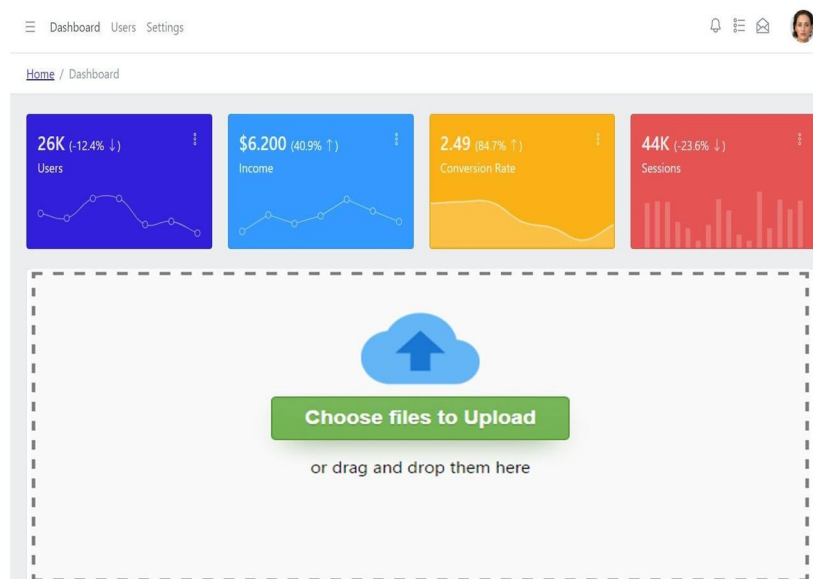 Dashboard Users Settings
Home / Dashboard
26K (-12.4% ↓)
Users
$6.200 (40.9% ↑)
Income
2.49 (84.7% ↑)
Conversion Rate
44K (-23.6% ↓)
Sessions
Choose files to Upload
or drag and drop them here